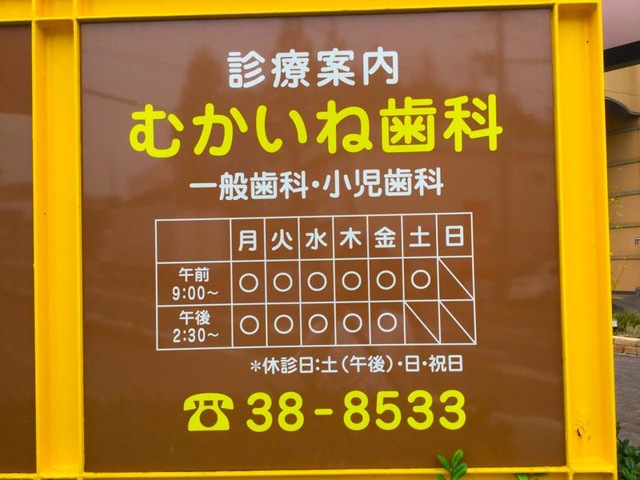 診療案内
むかいね歯科
一般歯科・小児歯科
月 火 水 木 金 土 日
午前 9:00～ ○ ○ ○ ○ ○ ○ ＼
午後 2:30～ ○ ○ ○ ○ ○ ＼ ＼
*休診日:土(午後)・日・祝日
☎38-8533